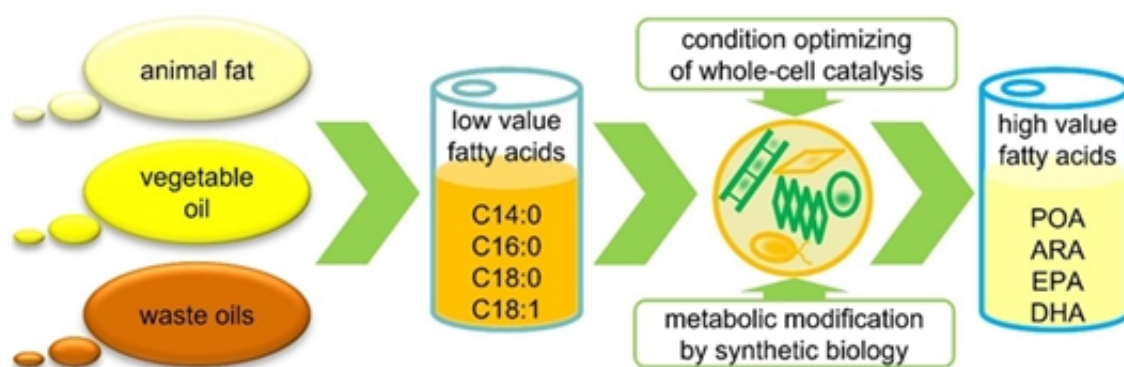 animal fat
vegetable
oil
waste oils
low value
fatty acids
C14:0
C16:0
C18:0
C18:1
condition optimizing
of whole-cell catalysis
metabolic modification
by synthetic biology
high value
fatty acids
POA
ARA
EPA
DHA